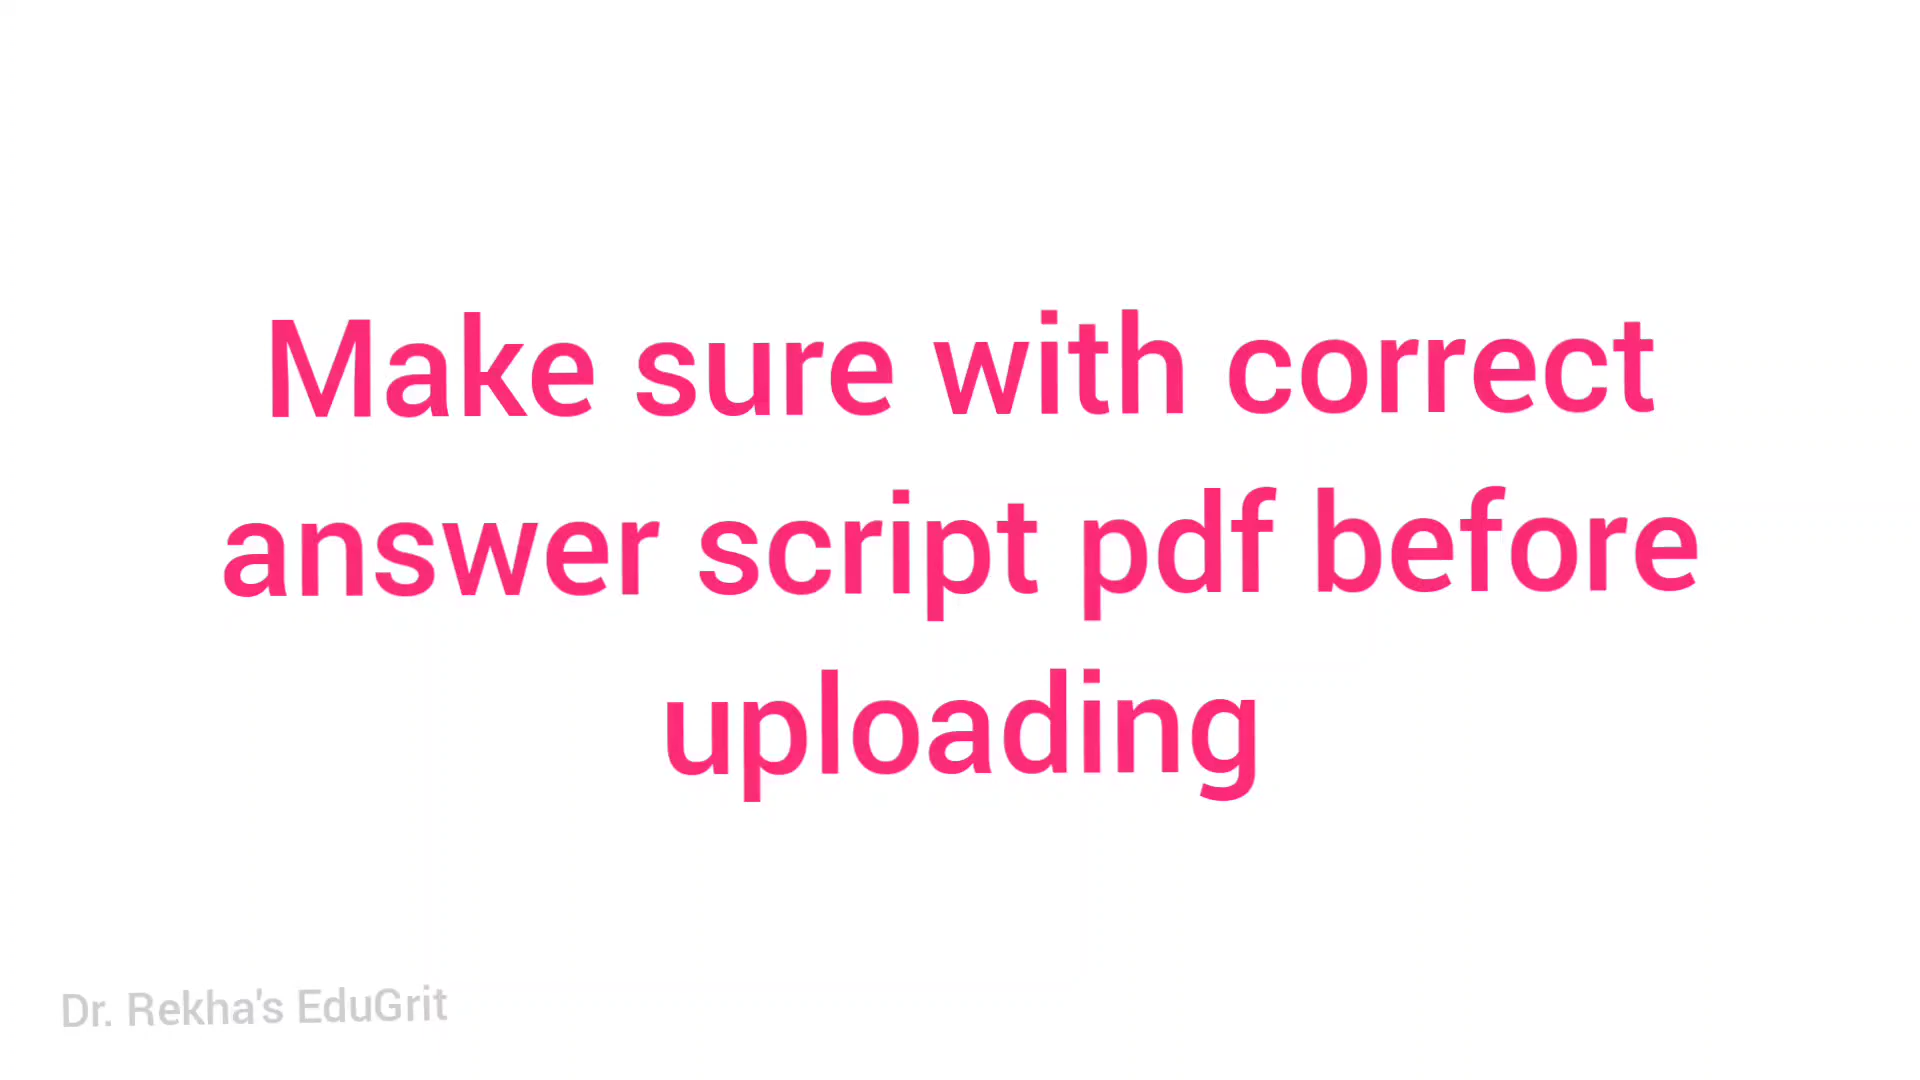 Make sure with correct
answer script pdf before
uploading
Dr. Rekha's EduGrit